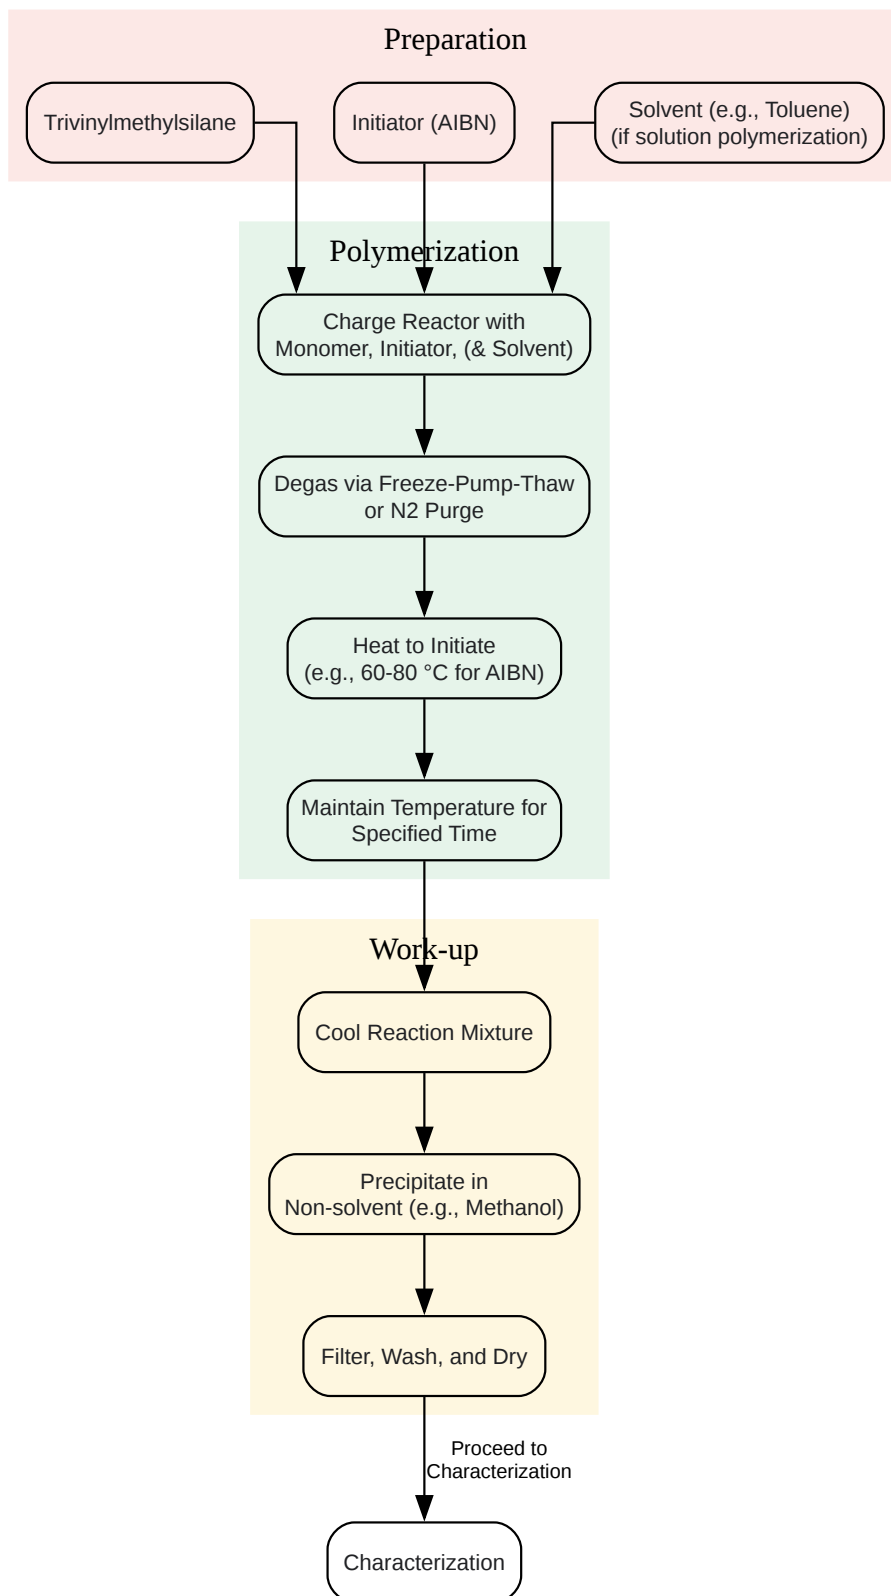 Preparation
Trivinylmethylsilane
Initiator (AIBN)
Solvent (e.g., Toluene)
(if solution polymerization)
Polymerization
Charge Reactor with
Monomer, Initiator, (& Solvent)
Degas via Freeze-Pump-Thaw
or N2 Purge
Heat to Initiate
(e.g., 60-80 °C for AIBN)
Maintain Temperature for
Specified Time
Work-up
Cool Reaction Mixture
Precipitate in
Non-solvent (e.g., Methanol)
Filter, Wash, and Dry
Proceed to
Characterization
Characterization